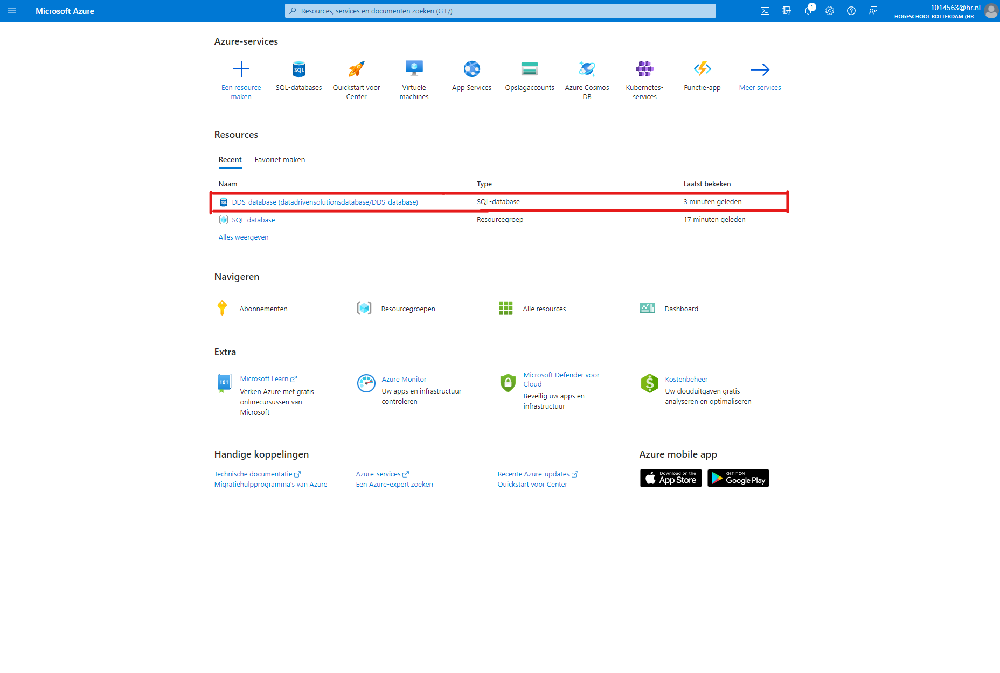 Microsoft Azure
Resources, services en documenten zoeken (G+/)
1
1014563@hr.nl
HOGESCHOOL ROTTERDAM (HR...
Azure-services
Een resource
maken
SQL
SQL-databases
Quickstart voor
Center
Virtuele
machines
App Services
Opslagaccounts
Azure Cosmos
DB
Kubernetes-
services
Functie-app
Meer services
Resources
Recent
Favoriet maken
Naam
Type
Laatst bekeken
SQL
DDS-database (datadrivensolutionsdatabase/DDS-database)
SQL-database
3 minuten geleden
SQL-database
Resourcegroep
17 minuten geleden
Alles weergeven
Navigeren
Abonnementen
Resourcegroepen
Alle resources
Dashboard
Extra
101
Microsoft Learn
Verken Azure met gratis
onlinecursussen van
Microsoft
Azure Monitor
Uw apps en infrastructuur
controleren
Microsoft Defender voor
Cloud
Beveilig uw apps en
infrastructuur
$
Kostenbeheer
Uw clouduitgaven gratis
analyseren en optimaliseren
Handige koppelingen
Technische documentatie
Migratiehulpprogramma's van Azure
Azure-services
Een Azure-expert zoeken
Recente Azure-updates
Quickstart voor Center
Azure mobile app
Download on the
App Store
GET IT ON
Google Play